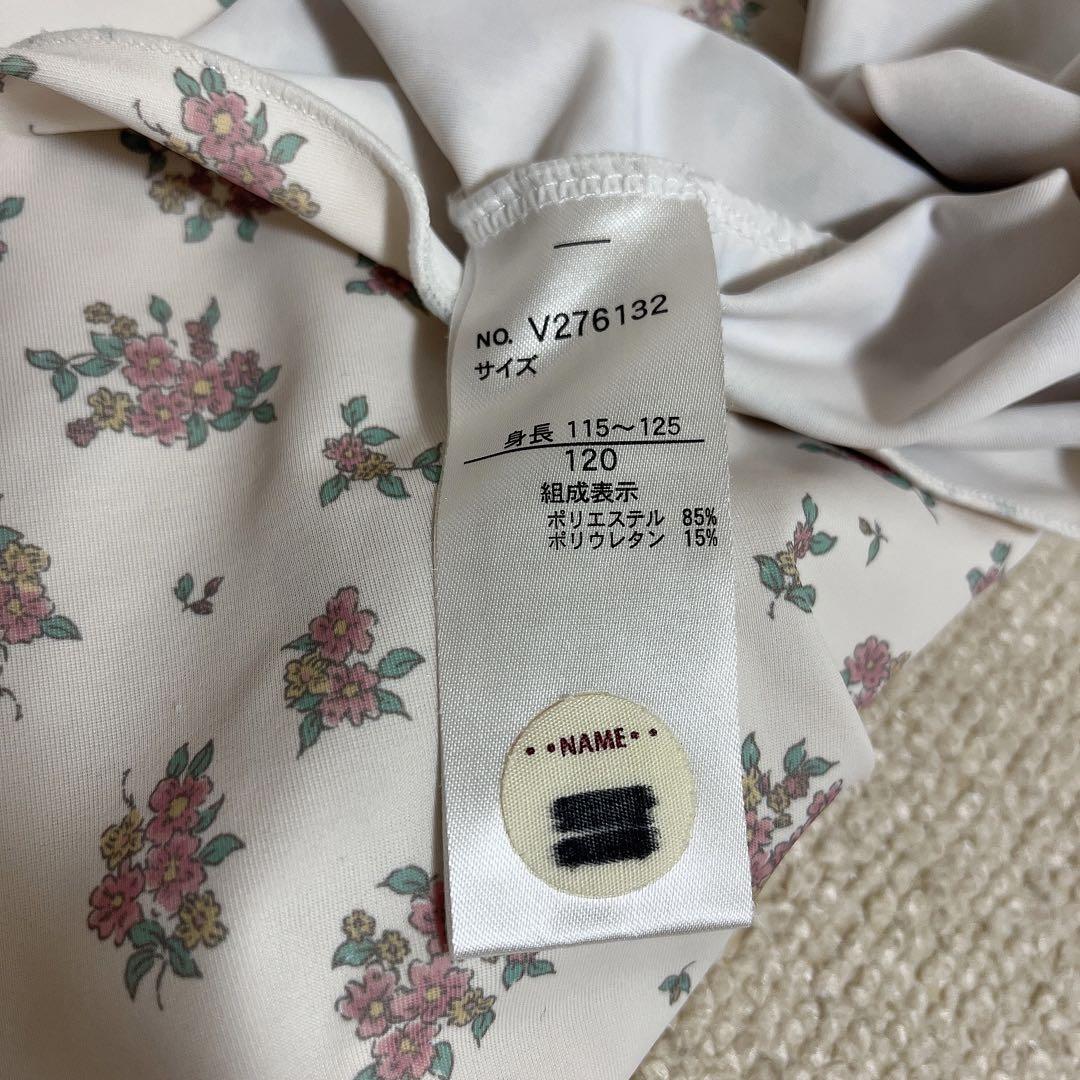 NO. V276132
サイズ
身長 115～125
120
組成表示
ポリエステル 85%
ポリウレタン 15%
••NAME••